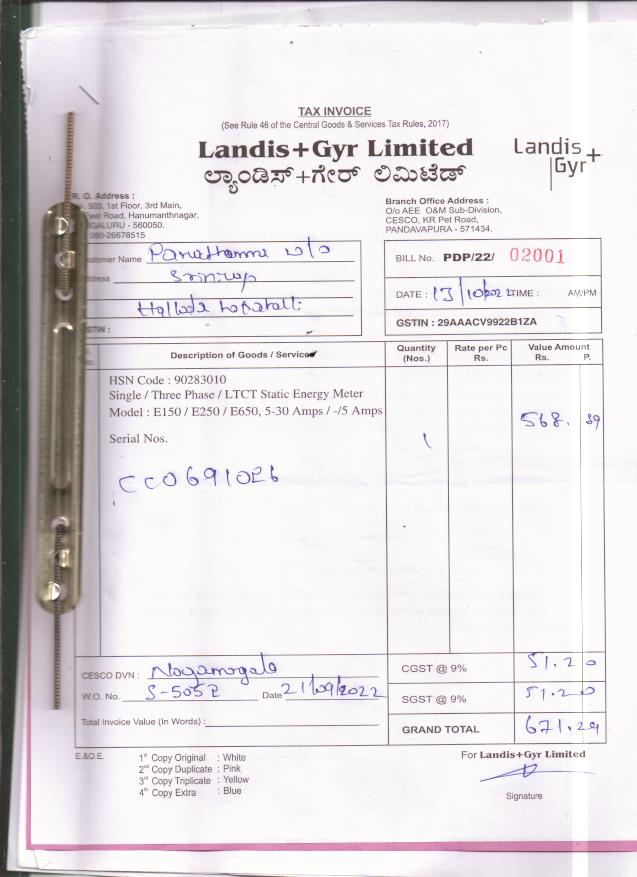 TAX INVOICE
(See Rule 46 of the Central Goods & Services Tax Rules, 2017)
Landis+Gyr Limited
ಲ್ಯಾಂಡಿಸ್+ಗೇರ್ ಲಿಮಿಟೆಡ್
Landis+
Gyr
R. O. Address :
503, 1st Floor, 3rd Main,
Road, Hanumanthnagar,
560050.
080-26678515
Branch Office Address :
O/o AEE O&M Sub-Division,
CESCO, KR Pet Road,
PANDAVAPURA - 571434.
Customer Name w/o
Address
GSTIN :
BILL No. PDP/22/ 02001
DATE : 13/10/2022 TIME : AM/PM
GSTIN : 29AAACV9922B1ZA
Description of Goods / Service
Quantity (Nos.)
Rate per Pc Rs.
Value Amount
Rs. P.
HSN Code : 90283010
Single / Three Phase / LTCT Static Energy Meter
Model : E150 / E250 / E650, 5-30 Amps / -/5 Amps
568. 89
Serial Nos. 1
CC0691026
CESCO DVN : Nagamagala
W.O. No. S-505Z Date 21/09/2022
Total Invoice Value (In Words) :
CGST @ 9% 51.20
SGST @ 9% 51.20
GRAND TOTAL 671.29
E.&O.E.
1st Copy Original : White
2nd Copy Duplicate : Pink
3rd Copy Triplicate : Yellow
4th Copy Extra : Blue
For Landis+Gyr Limited
Signature